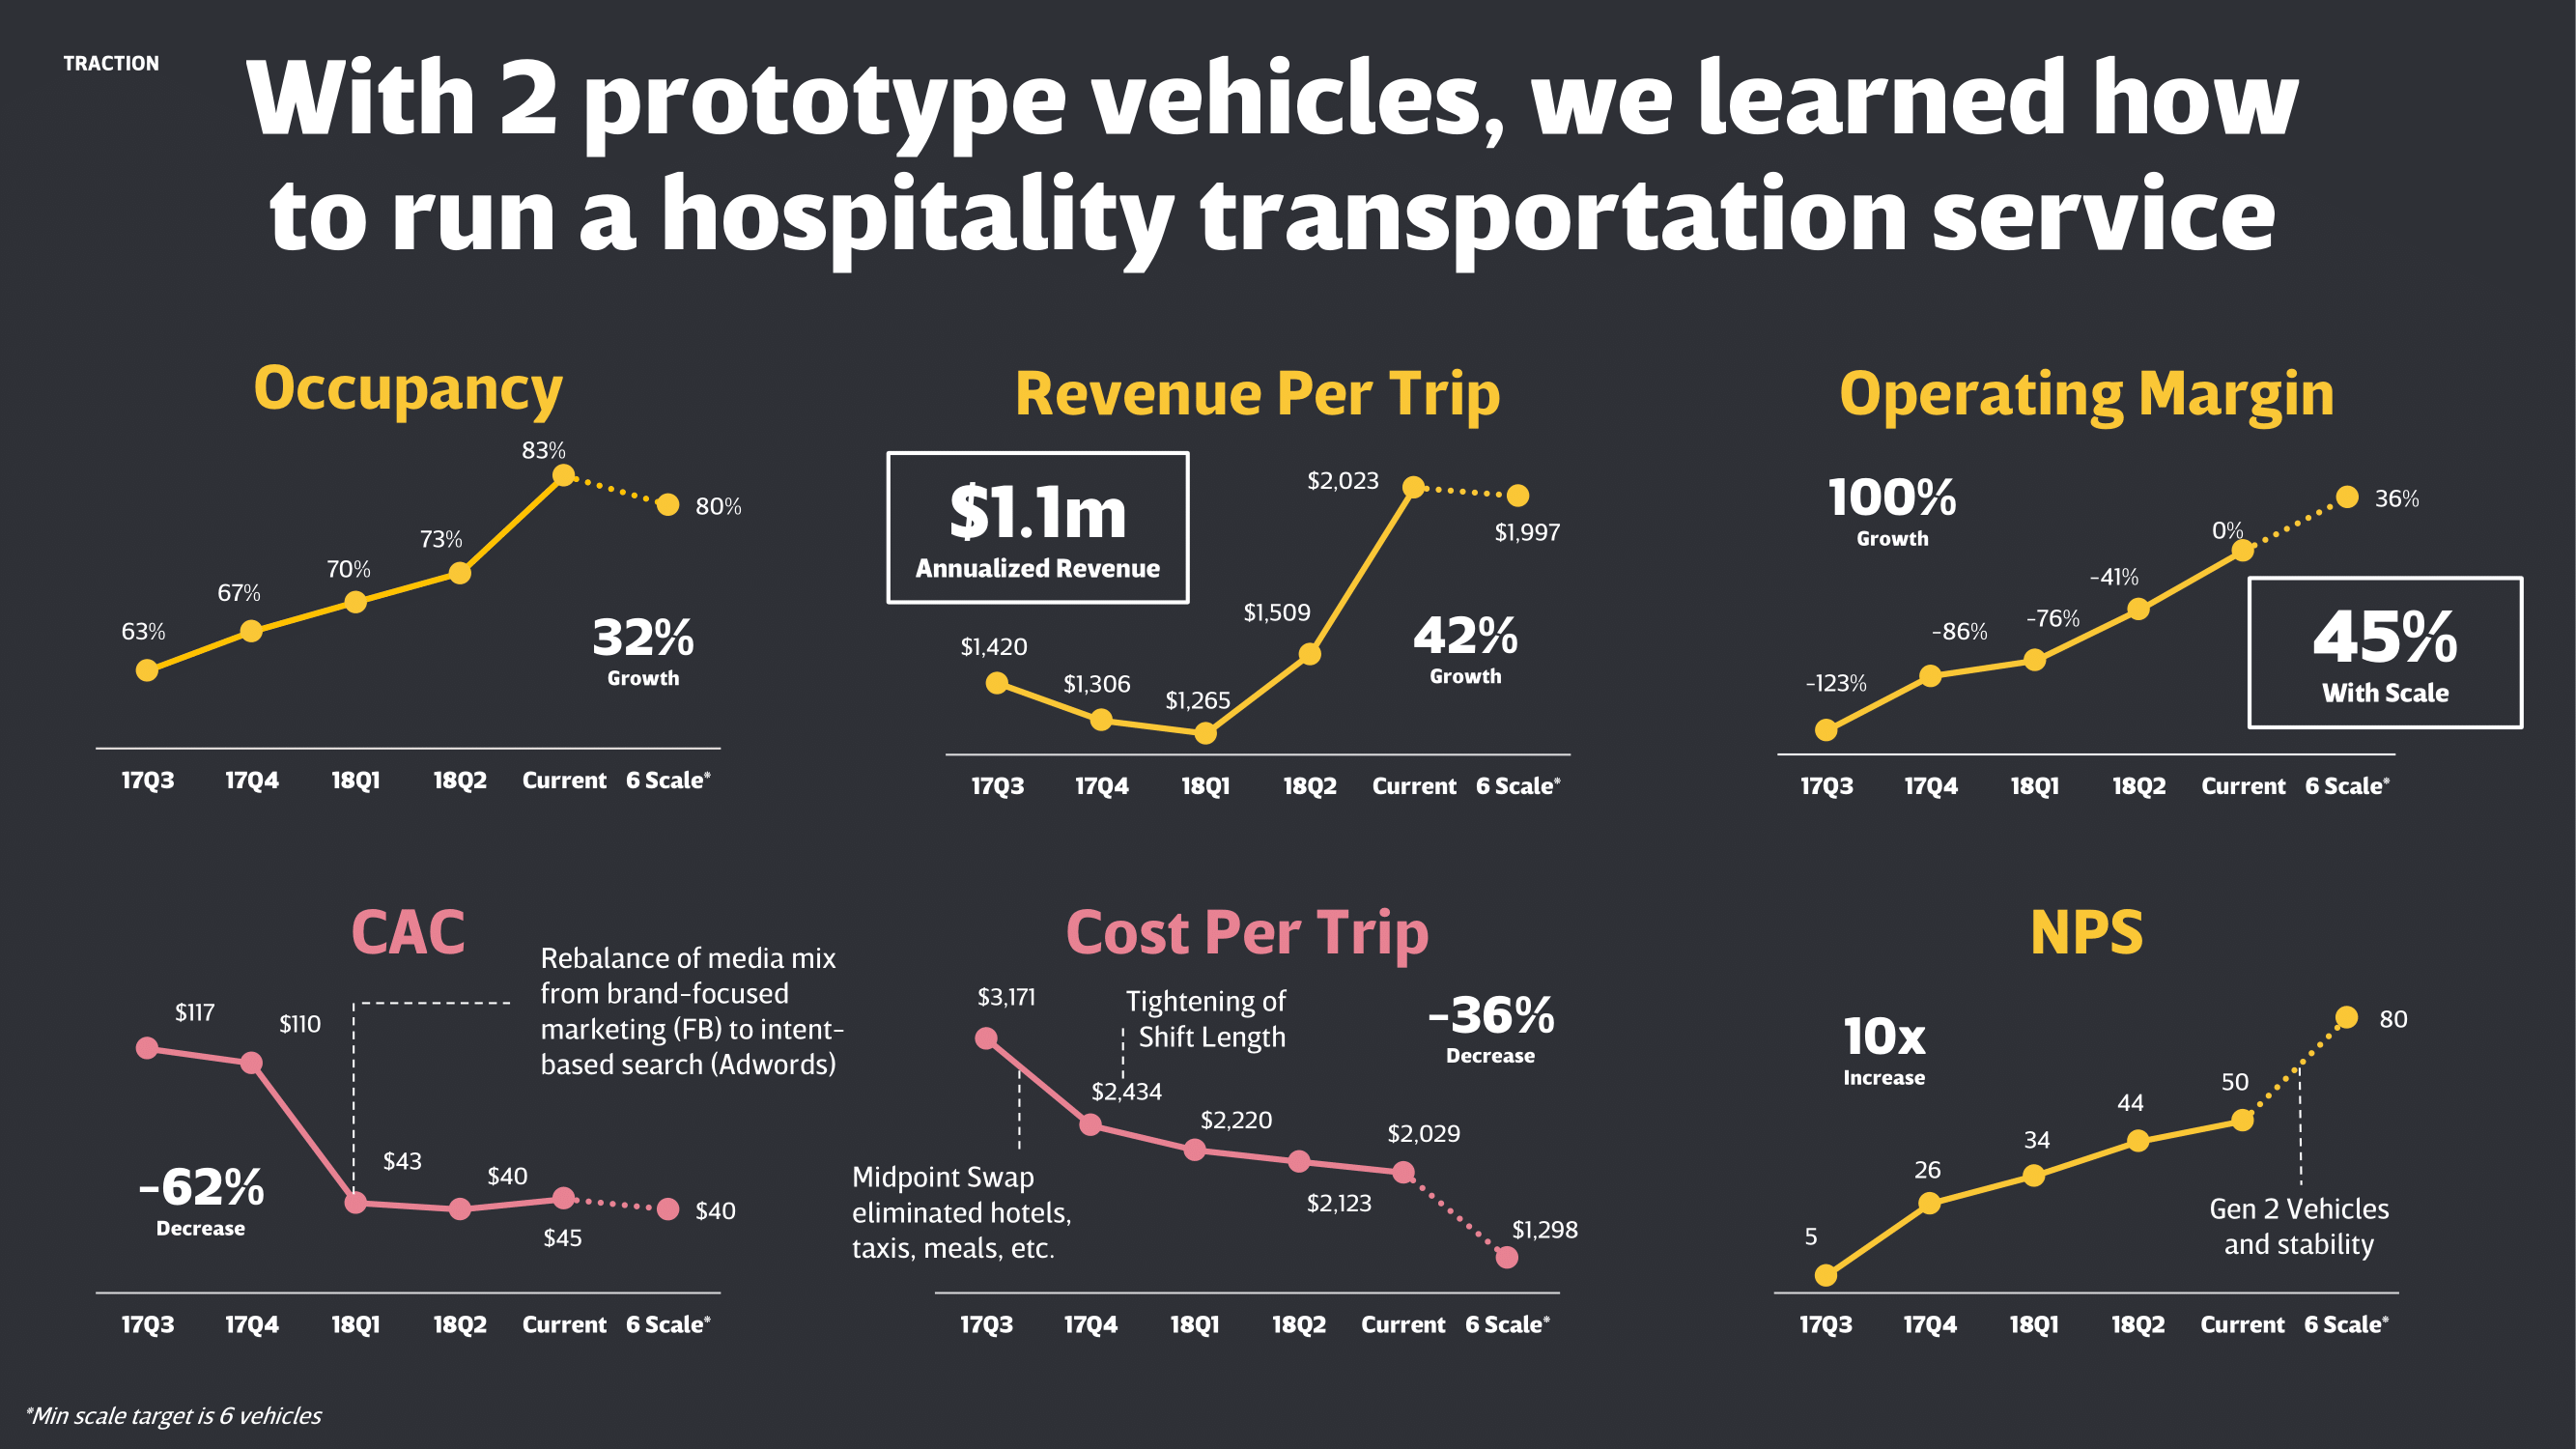 TRACTION
With 2 prototype vehicles, we learned how
to run a hospitality transportation service
Occupancy
83%
80%
73%
70%
67%
63%
32%
Growth
17Q3 17Q4 18Q1 18Q2 Current 6 Scale*
Revenue Per Trip
$1.1m
Annualized Revenue
$2,023
$1,997
$1,509
$1,420
$1,306
$1,265
42%
Growth
17Q3 17Q4 18Q1 18Q2 Current 6 Scale*
Operating Margin
100%
Growth
36%
0%
-41%
-76%
-86%
-123%
45%
With Scale
17Q3 17Q4 18Q1 18Q2 Current 6 Scale*
CAC
Rebalance of media mix
from brand-focused
marketing (FB) to intent-
based search (Adwords)
$117
$110
$43
$40
$45
$40
-62%
Decrease
17Q3 17Q4 18Q1 18Q2 Current 6 Scale*
Cost Per Trip
$3,171
Tightening of
Shift Length
-36%
Decrease
$2,434
$2,220
$2,029
$2,123
$1,298
Midpoint Swap
eliminated hotels,
taxis, meals, etc.
17Q3 17Q4 18Q1 18Q2 Current 6 Scale*
NPS
10x
Increase
80
50
44
34
26
5
Gen 2 Vehicles
and stability
17Q3 17Q4 18Q1 18Q2 Current 6 Scale*
*Min scale target is 6 vehicles